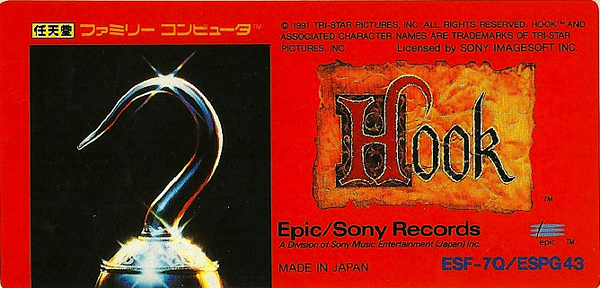 任天堂 ファミリー コンピュータ™
© 1991 TRI-STAR PICTURES, INC. ALL RIGHTS RESERVED. HOOK™ AND
ASSOCIATED CHARACTER NAMES ARE TRADEMARKS OF TRI-STAR
PICTURES, INC. Licensed by SONY IMAGESOFT INC.
Hook
™
Epic/Sony Records
A Division of Sony Music Entertainment (Japan) Inc.
epic ™
MADE IN JAPAN
ESF-7Q/ESPG43